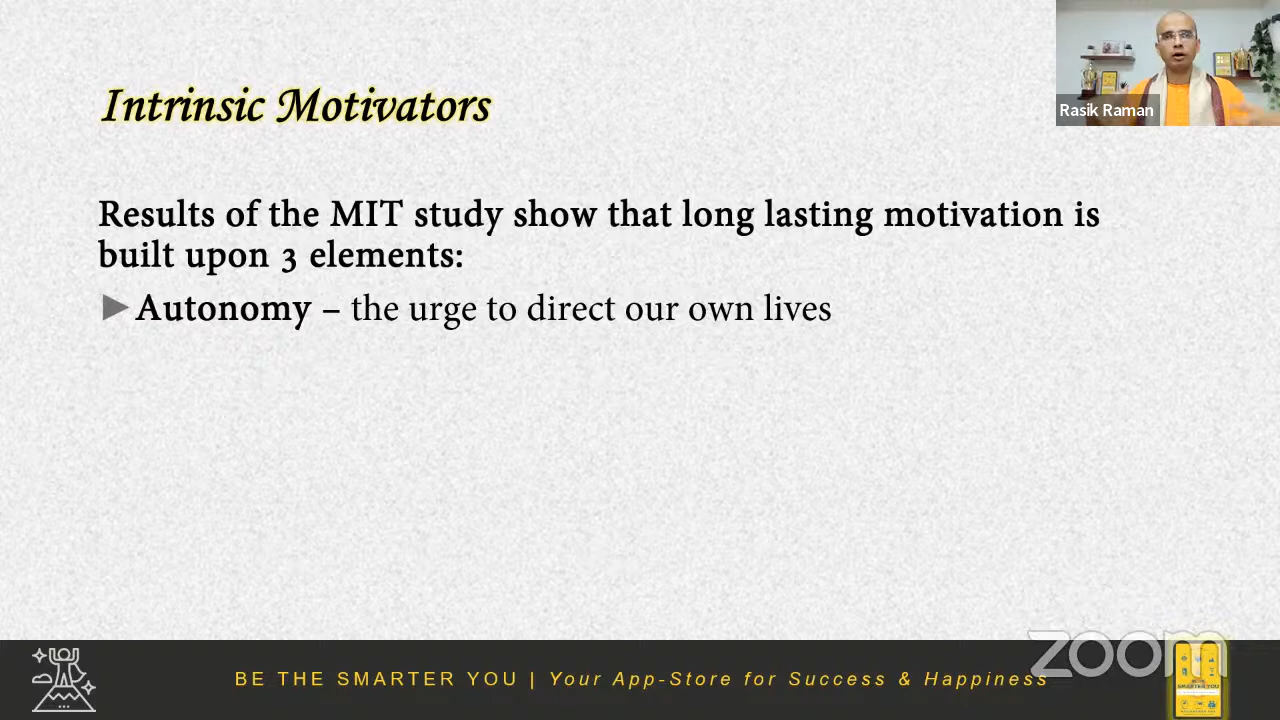 Intrinsic Motivators
Rasik Raman
Results of the MIT study show that long lasting motivation is
built upon 3 elements:
Autonomy – the urge to direct our own lives
BE THE SMARTER YOU | Your App-Store for Success & Happiness
zoom
SMARTER YOU